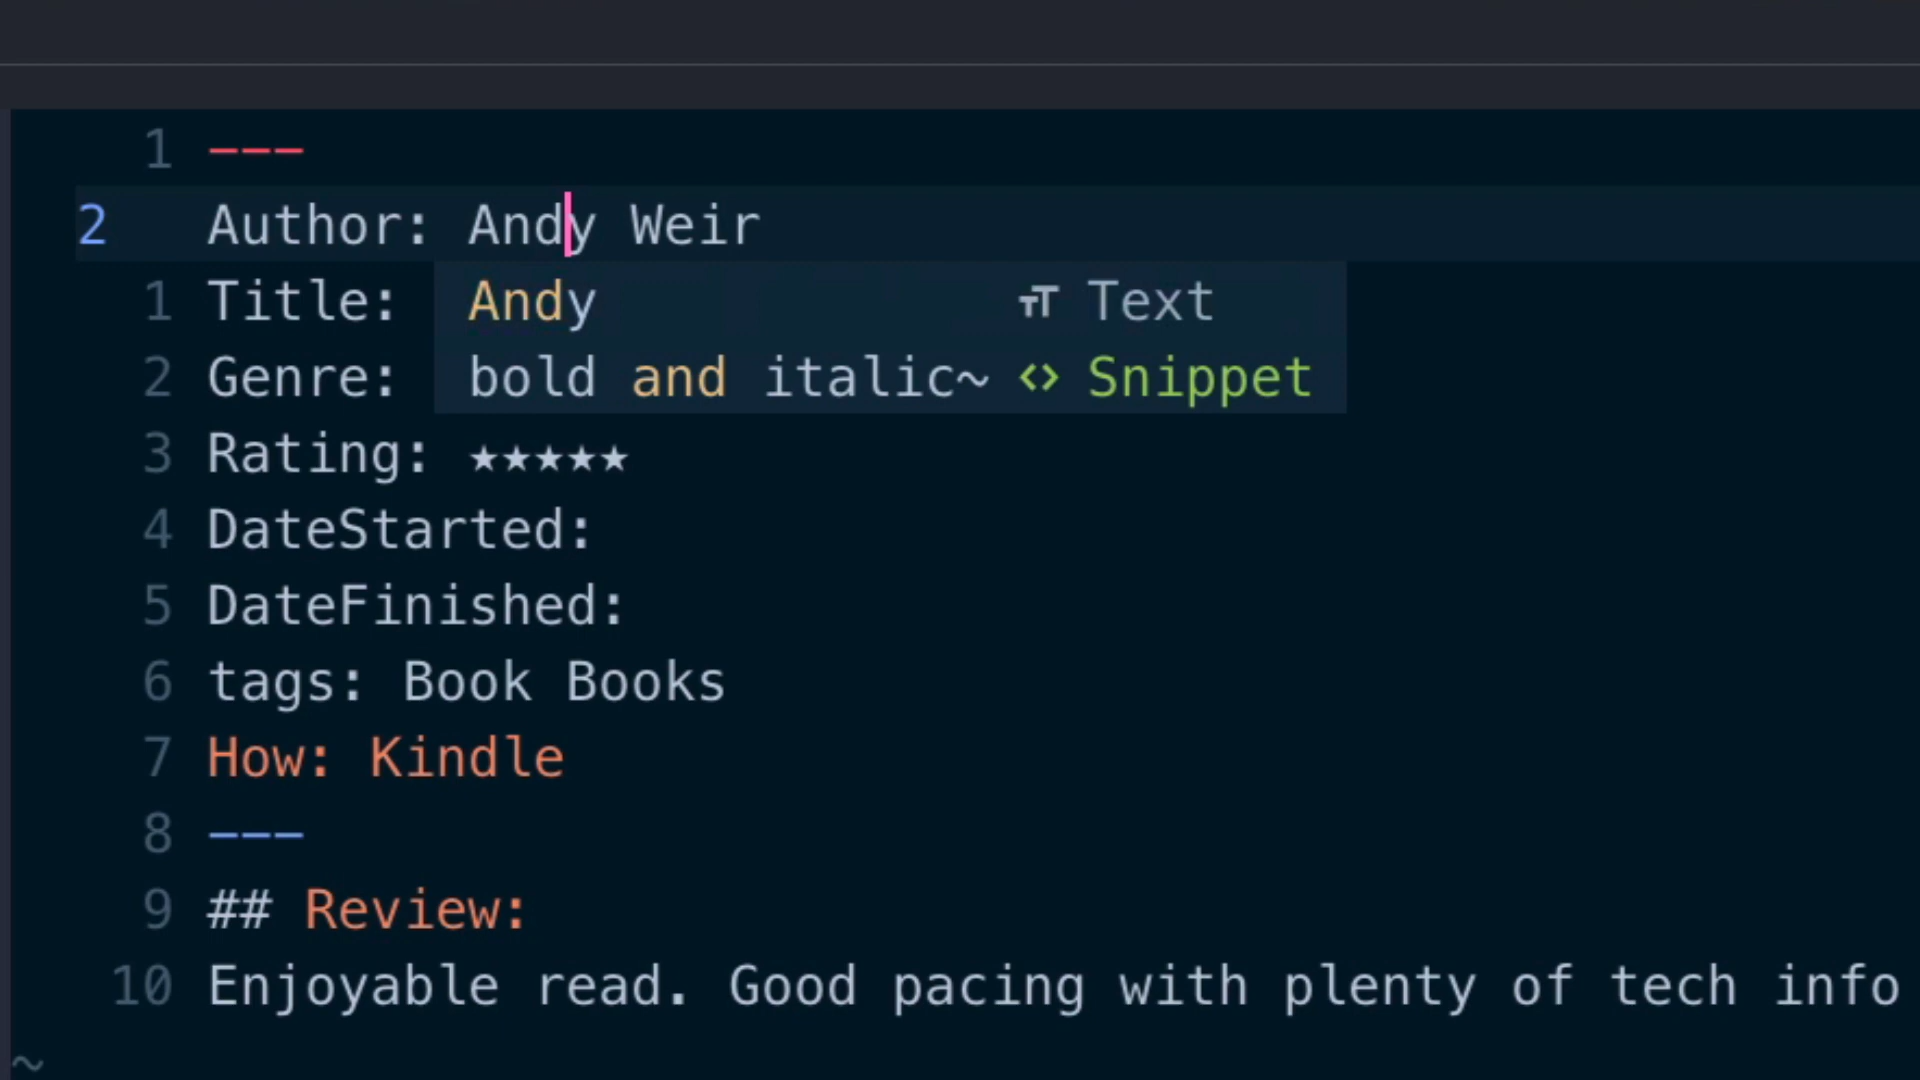 1 ---
2 Author: Andy Weir
1 Title: Andy Text
2 Genre: bold and italic~ <> Snippet
3 Rating: ★★★★★
4 DateStarted:
5 DateFinished:
6 tags: Book Books
7 How: Kindle
8 ---
9 ## Review:
10 Enjoyable read. Good pacing with plenty of tech info
~